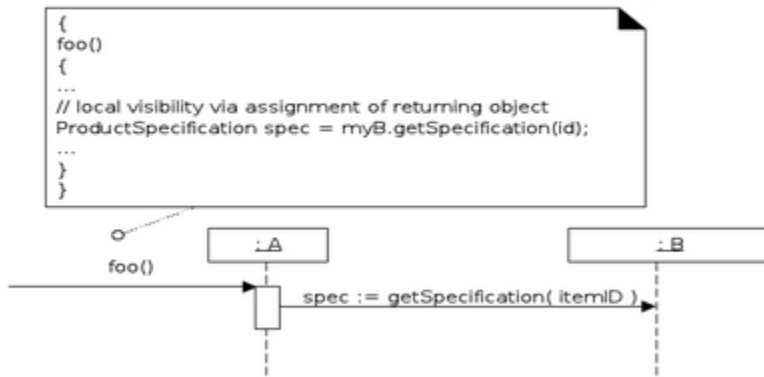 {
foo()
{
...
// local visibility via assignment of returning object
ProductSpecification spec = myB.getSpecification(id);
...
}
}
: A
: B
foo()
spec := getSpecification( itemID )